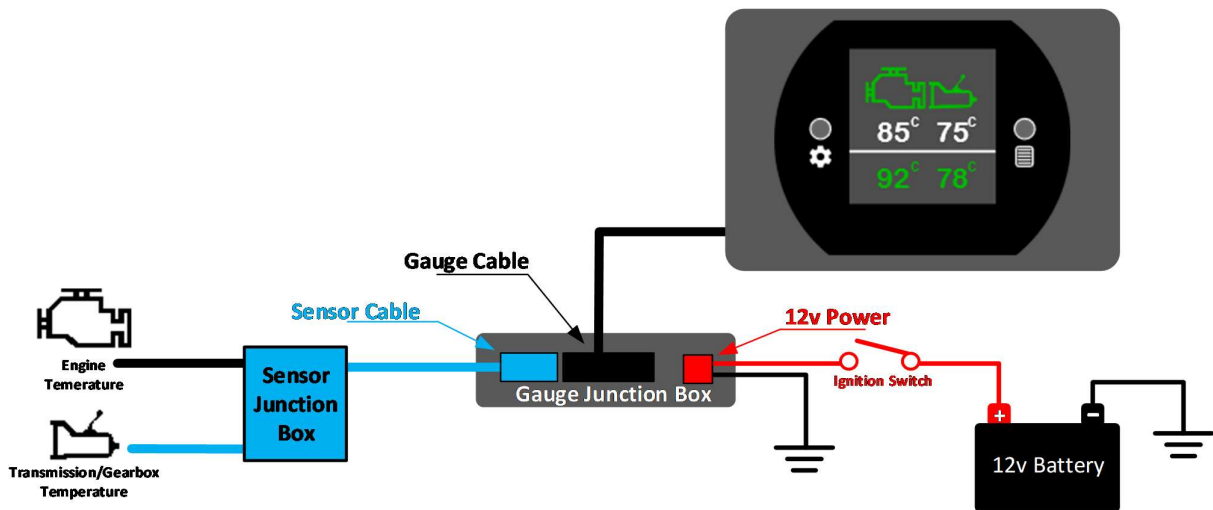 85c 75c
92c 78c
Gauge Cable
Sensor Cable
12v Power
Engine
Temerature
Sensor
Junction
Box
Gauge Junction Box
Ignition Switch
+ −
12v Battery
Transmission/Gearbox
Temperature